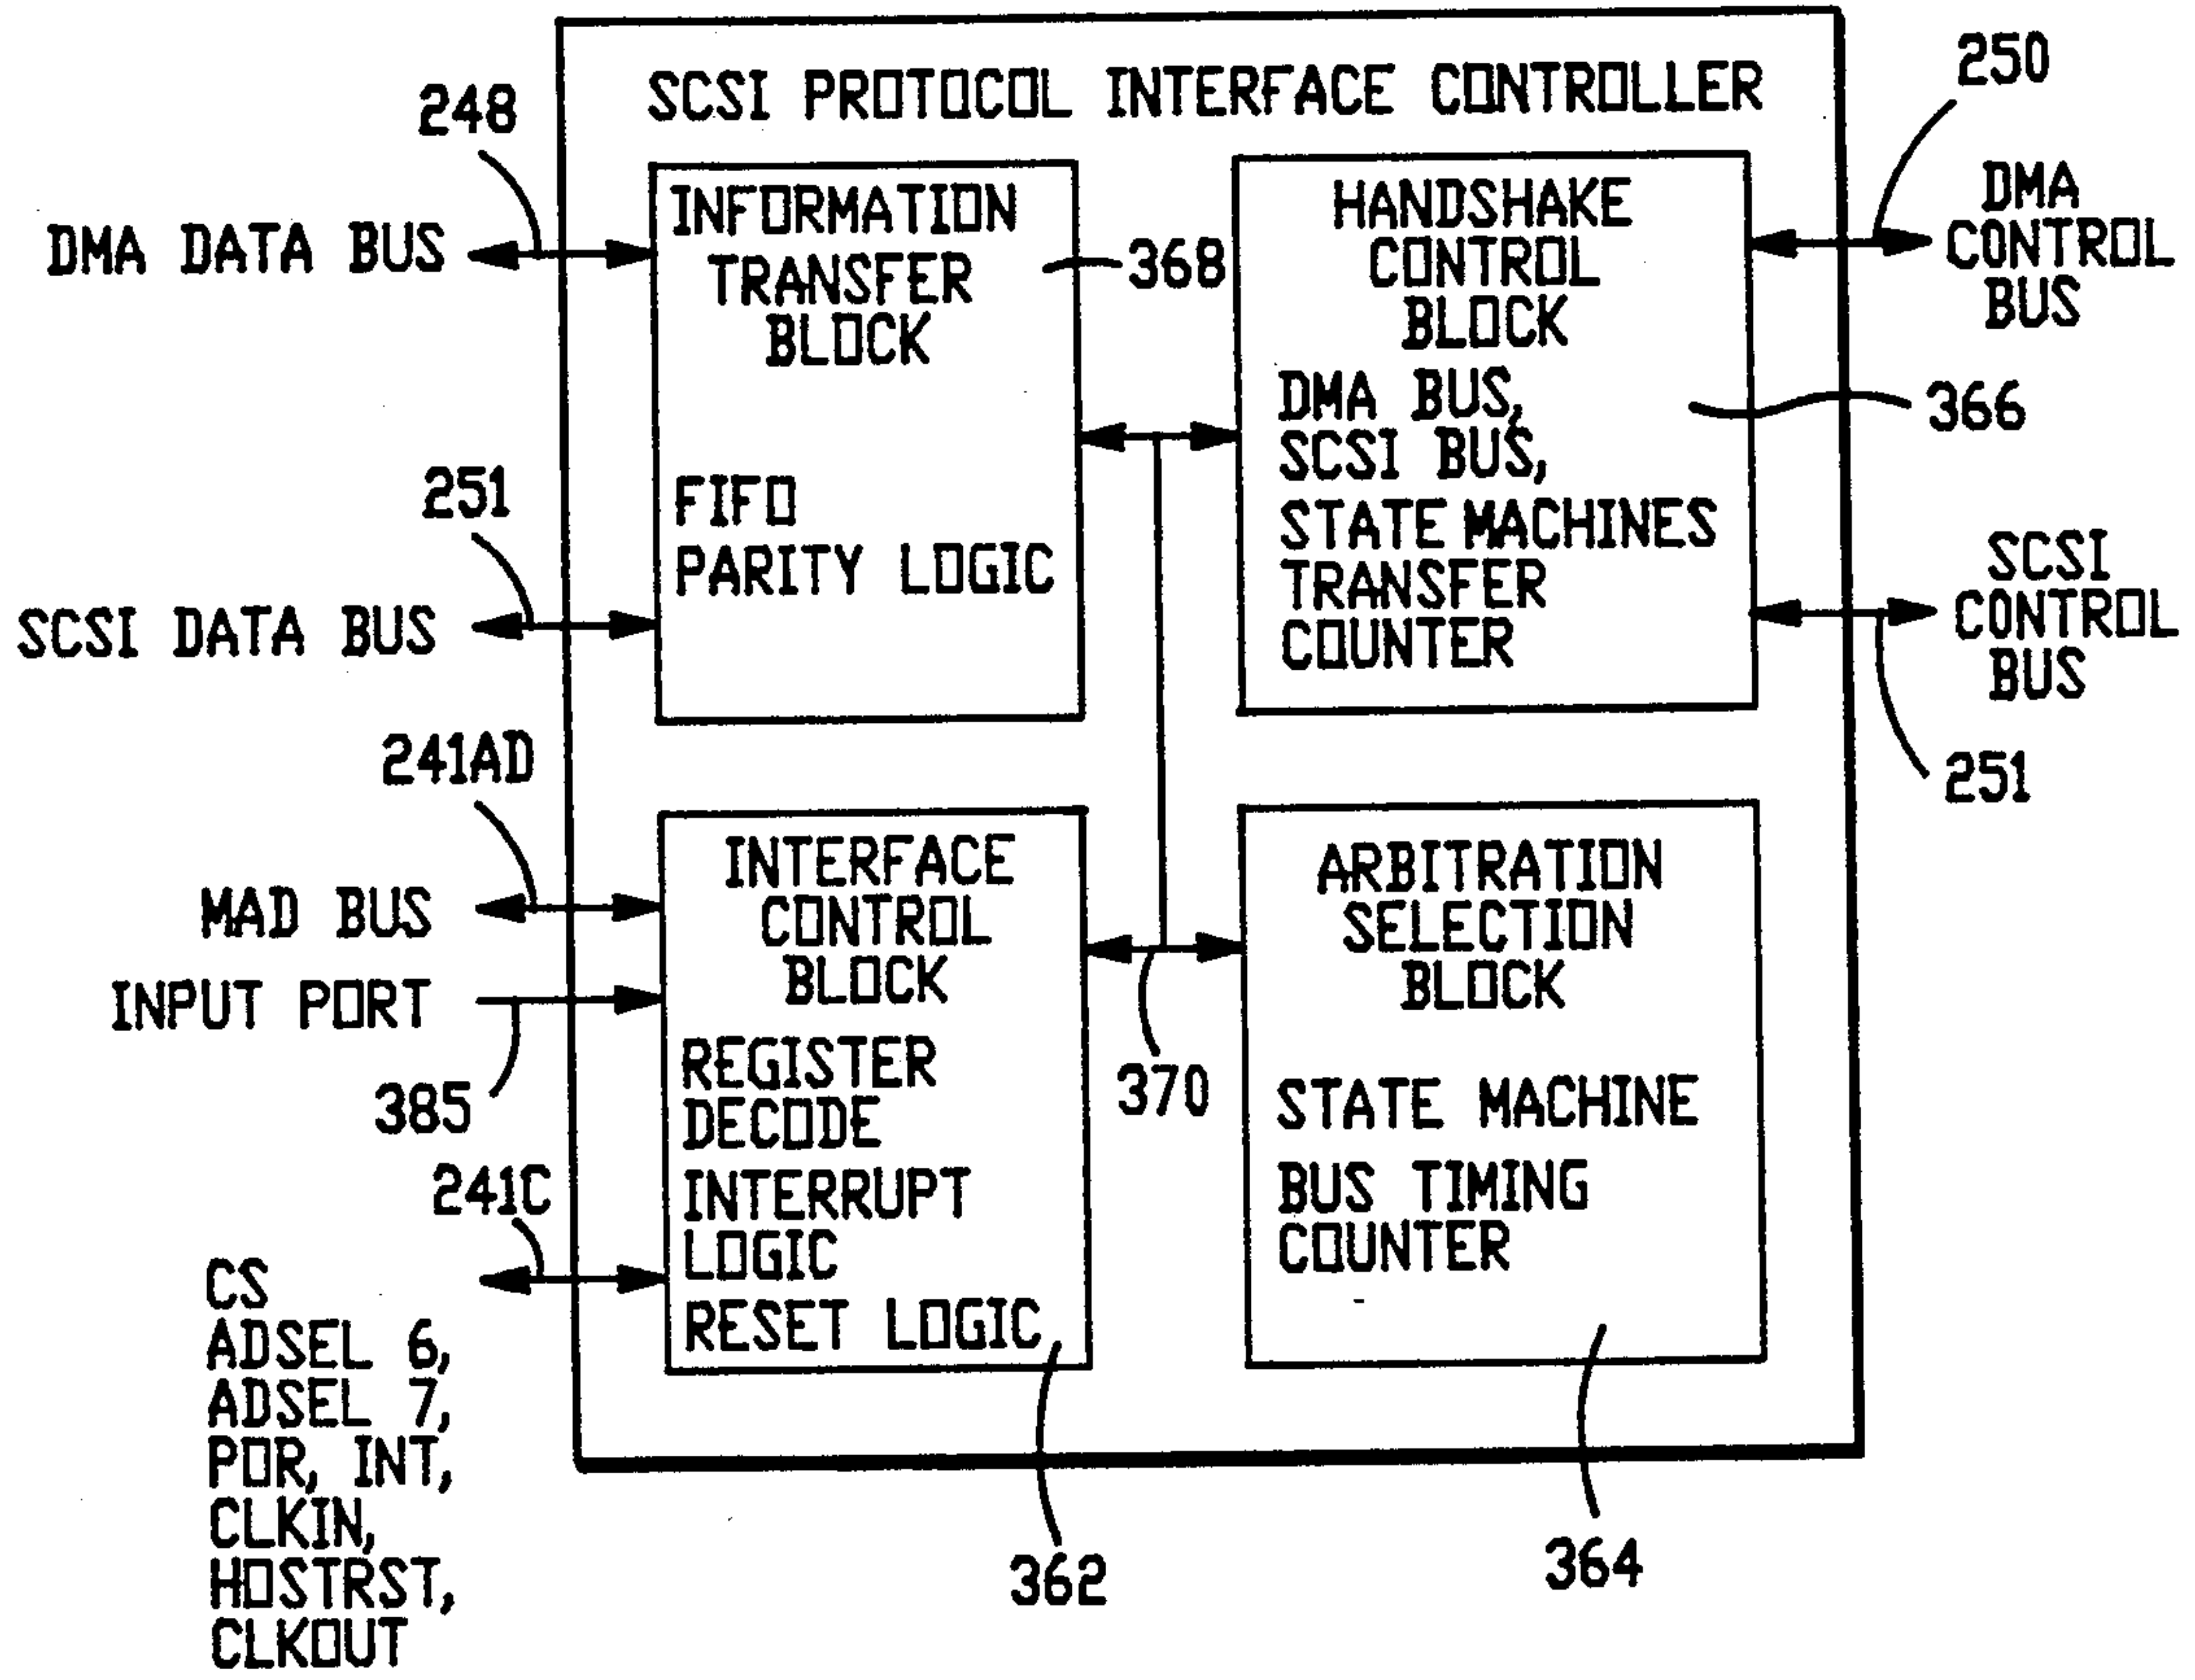 SCSI PROTOCOL INTERFACE CONTROLLER
248
DMA DATA BUS
INFORMATION
TRANSFER
BLOCK
368
FIFO
PARITY LOGIC
251
SCSI DATA BUS
HANDSHAKE
CONTROL
BLOCK
DMA BUS,
SCSI BUS,
STATE MACHINES
TRANSFER
COUNTER
250
DMA
CONTROL
BUS
366
SCSI
CONTROL
BUS
251
241AD
MAD BUS
INPUT PORT
385
241C
CS
ADSEL 6,
ADSEL 7,
POR, INT,
CLKIN,
HOSTRST,
CLKOUT
INTERFACE
CONTROL
BLOCK
REGISTER
DECODE
INTERRUPT
LOGIC
RESET LOGIC
362
370
ARBITRATION
SELECTION
BLOCK
STATE MACHINE
BUS TIMING
COUNTER
364